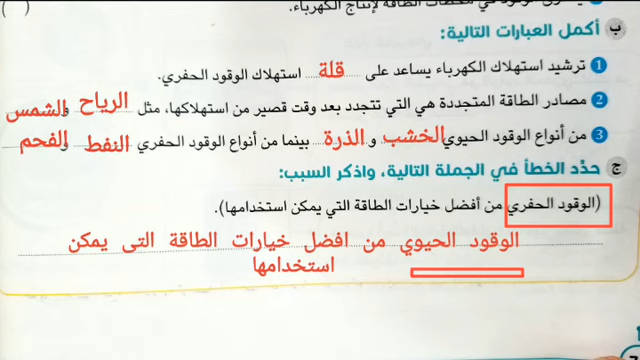 في محطات الطاقة لإنتاج الكهرباء. ( )
ب أكمل العبارات التالية:
1 ترشيد استهلاك الكهرباء يساعد على قلة استهلاك الوقود الحفري.
2 مصادر الطاقة المتجددة هي التي تتجدد بعد وقت قصير من استهلاكها، مثل الرياح والشمس
3 من أنواع الوقود الحيوي الخشب و الذرة بينما من أنواع الوقود الحفري النفط و الفحم
ج حدّد الخطأ في الجملة التالية، واذكر السبب:
(الوقود الحفري من أفضل خيارات الطاقة التي يمكن استخدامها).
الوقود الحيوي من افضل خيارات الطاقة التى يمكن
استخدامها